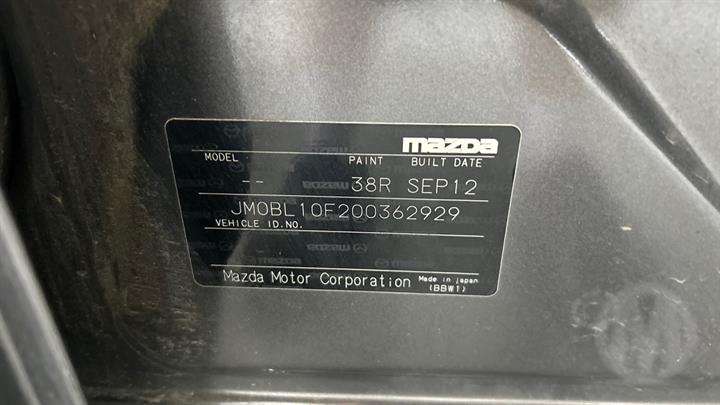 mazda
MODEL PAINT BUILT DATE
-- 38R SEP12
JM0BL10F200362929
VEHICLE ID.NO.
Mazda Motor Corporation Made in Japan
(BBW1)